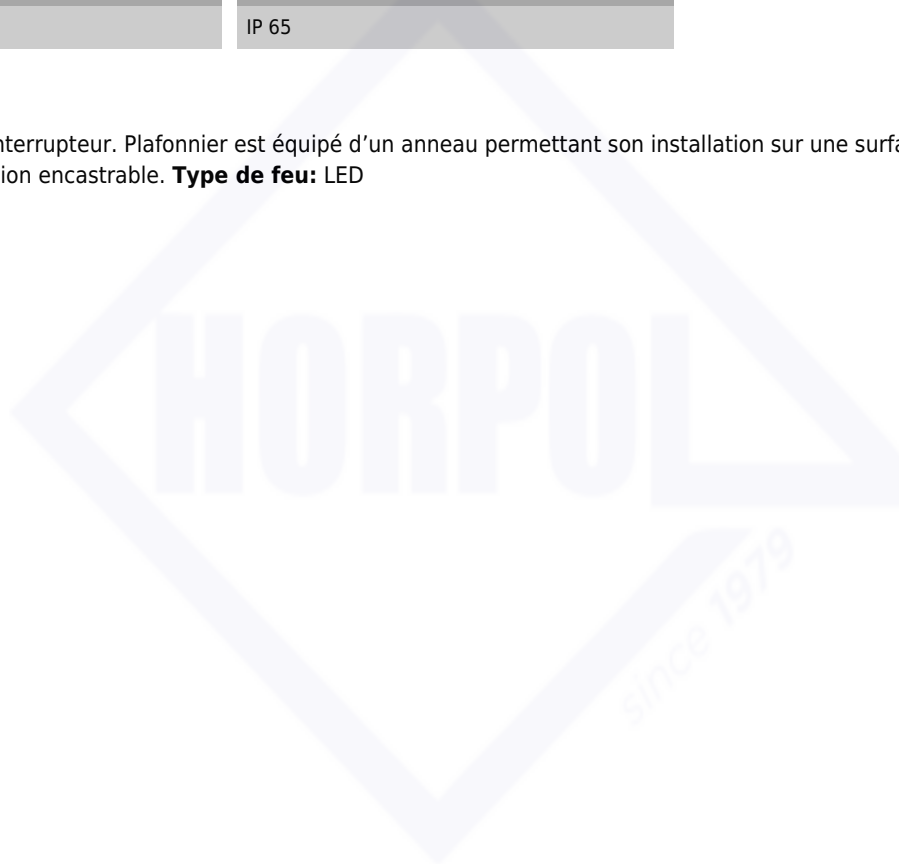 IP 65
nterrupteur. Plafonnier est équipé d’un anneau permettant son installation sur une surfa
ion encastrable. Type de feu: LED
HORPOL
since 1979